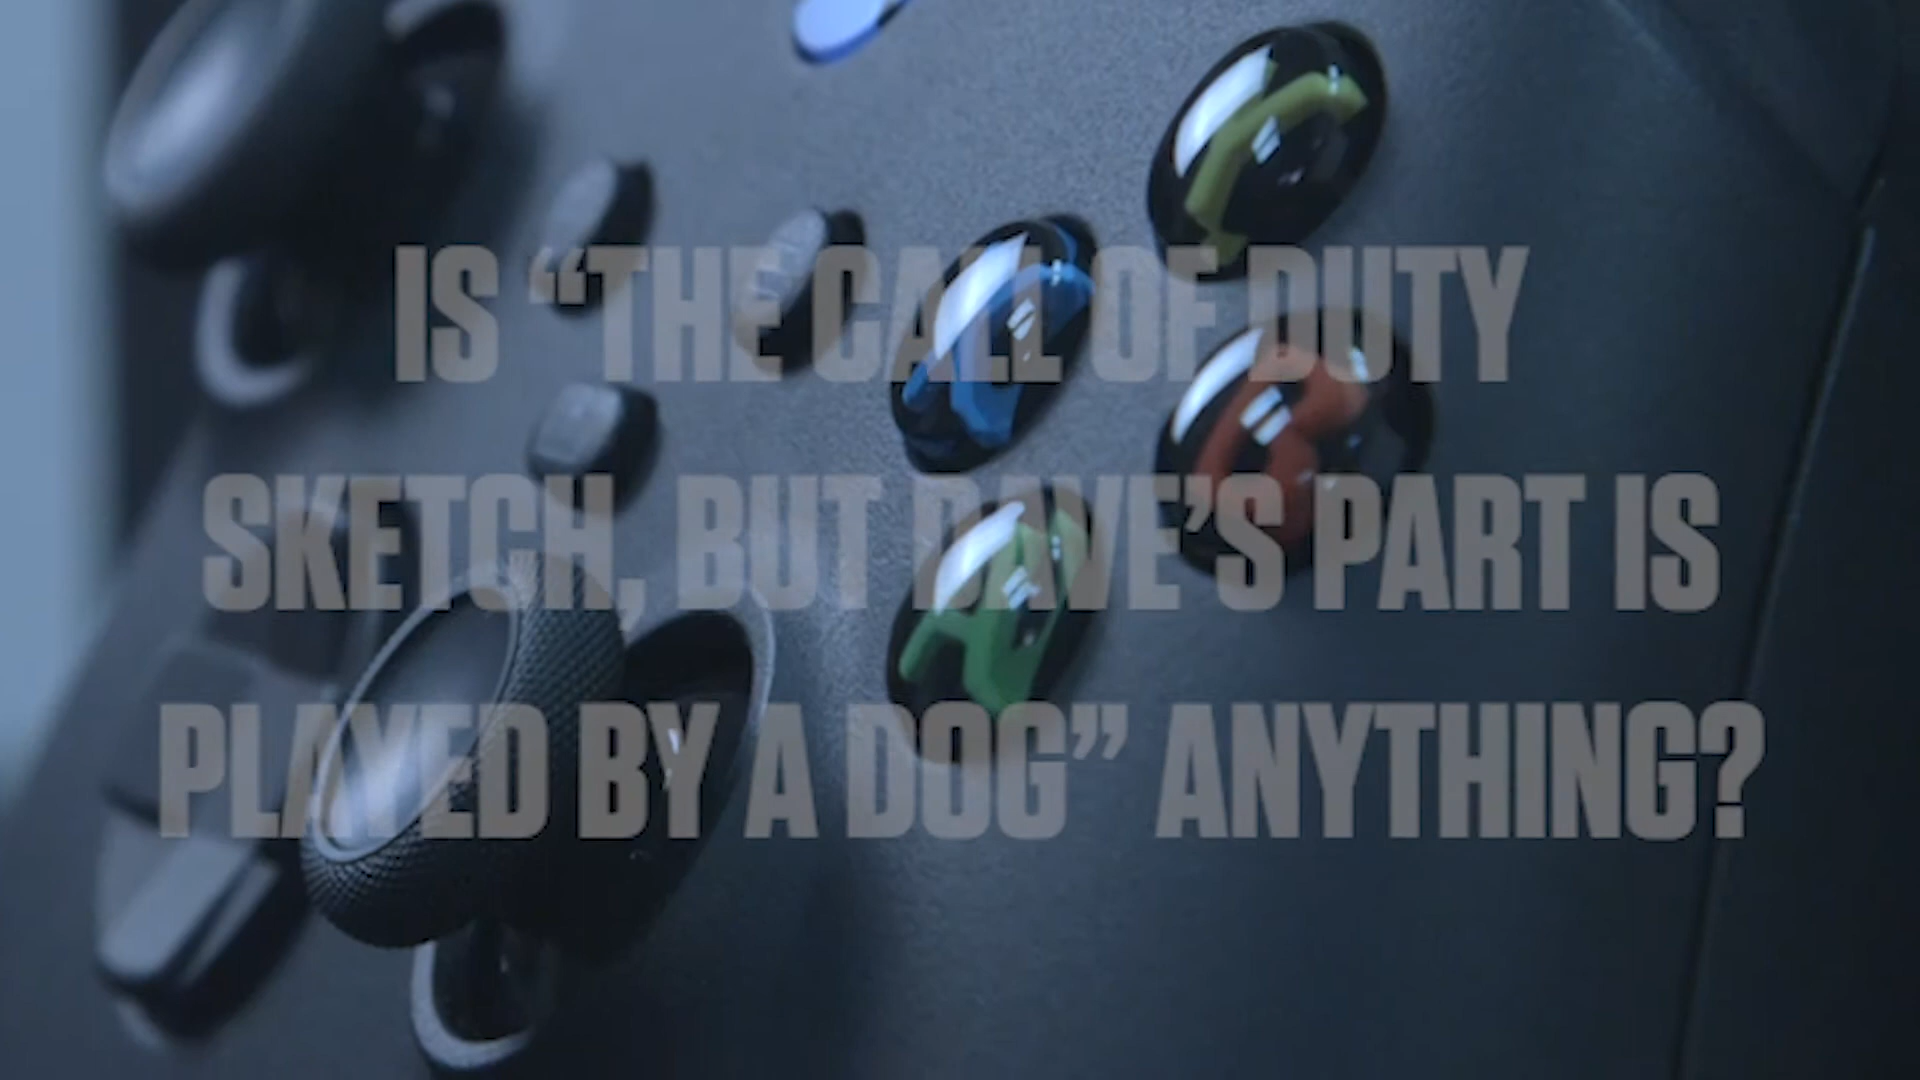 IS “THE CALL OF DUTY
SKETCH, BUT DAVE’S PART IS
PLAYED BY A DOG” ANYTHING?
Y
X
B
A